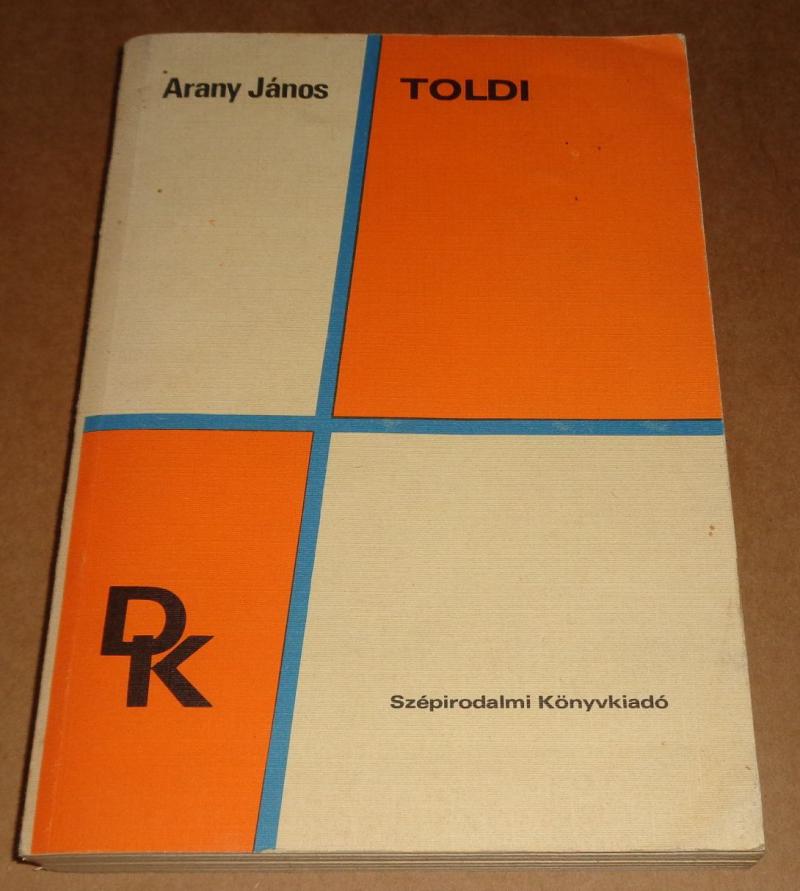 Arany János
TOLDI
DK
Szépirodalmi Könyvkiadó